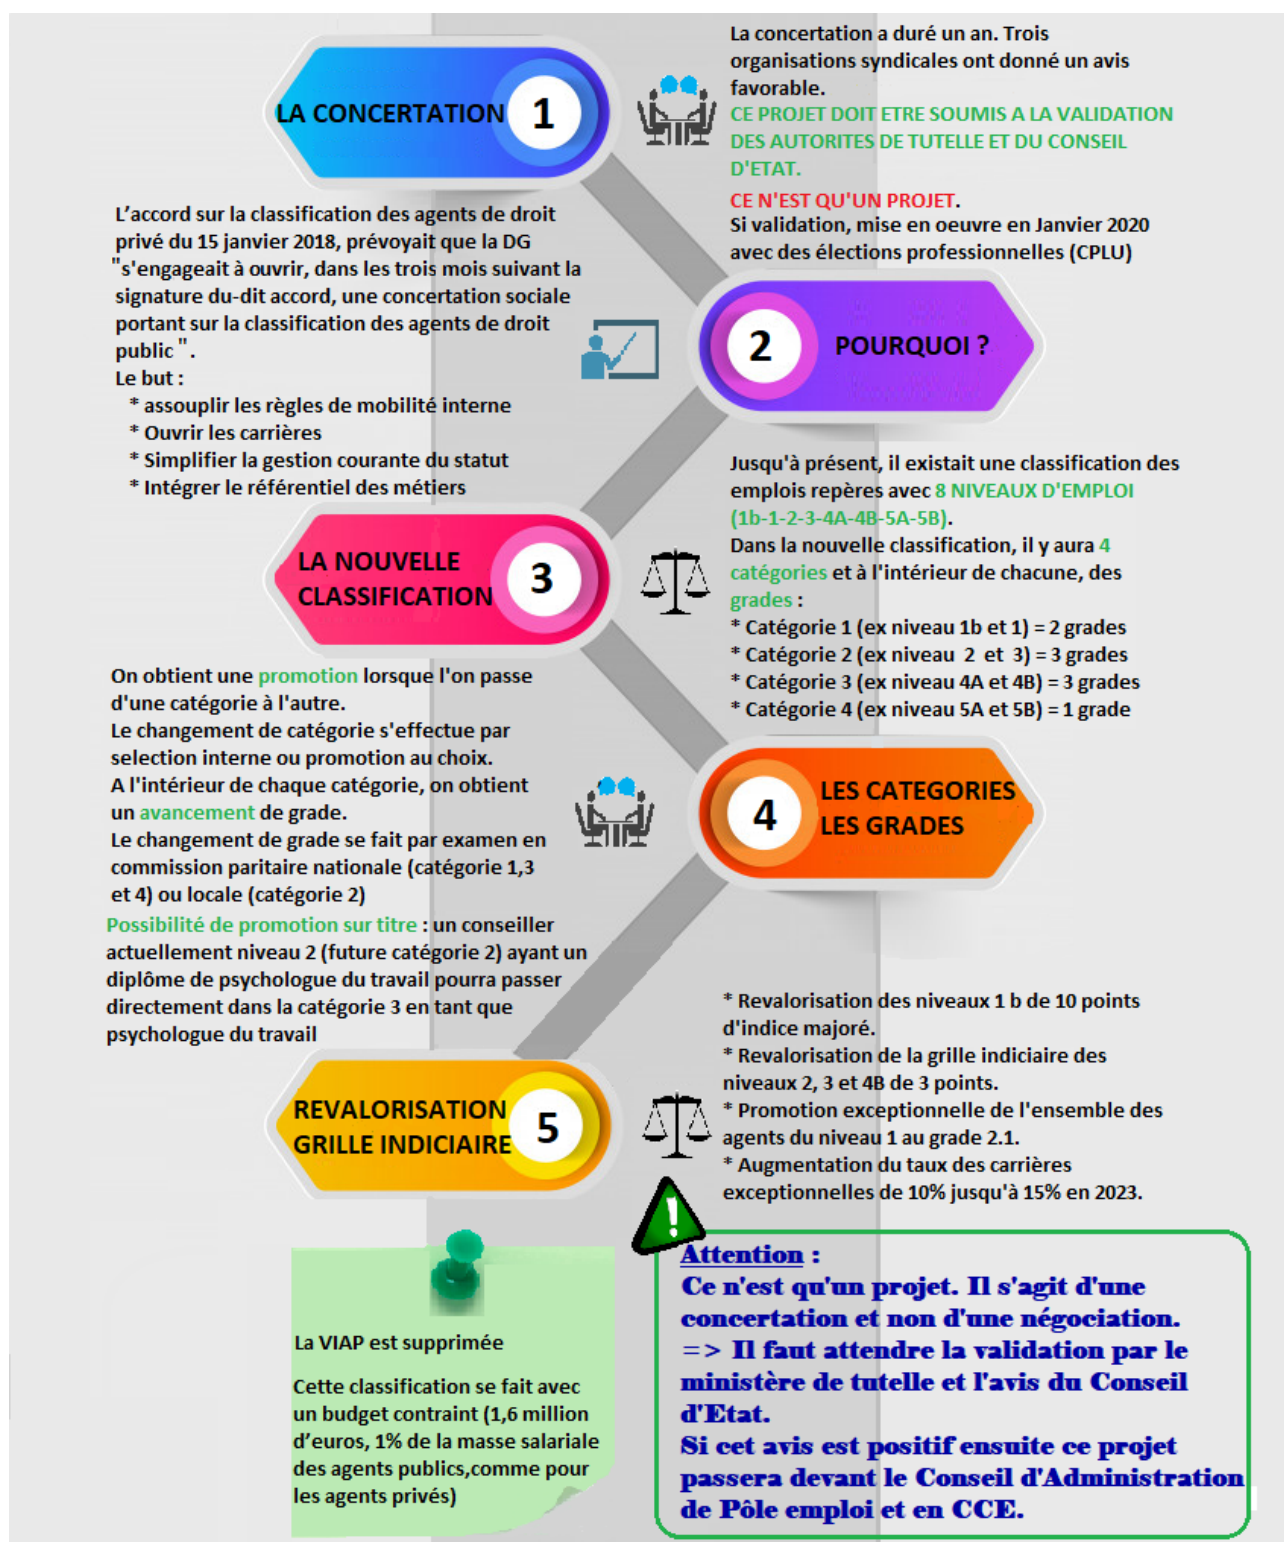 LA CONCERTATION 1
La concertation a duré un an. Trois
organisations syndicales ont donné un avis
favorable.
CE PROJET DOIT ETRE SOUMIS A LA VALIDATION
DES AUTORITES DE TUTELLE ET DU CONSEIL
D'ETAT.
CE N'EST QU'UN PROJET.
Si validation, mise en oeuvre en Janvier 2020
avec des élections professionnelles (CPLU)
2 POURQUOI ?
L’accord sur la classification des agents de droit
privé du 15 janvier 2018, prévoyait que la DG
"s'engageait à ouvrir, dans les trois mois suivant la
signature du-dit accord, une concertation sociale
portant sur la classification des agents de droit
public ".
Le but :
* assouplir les règles de mobilité interne
* Ouvrir les carrières
* Simplifier la gestion courante du statut
* Intégrer le référentiel des métiers
LA NOUVELLE
CLASSIFICATION 3
Jusqu'à présent, il existait une classification des
emplois repères avec 8 NIVEAUX D'EMPLOI
(1b-1-2-3-4A-4B-5A-5B).
Dans la nouvelle classification, il y aura 4
catégories et à l'intérieur de chacune, des
grades :
* Catégorie 1 (ex niveau 1b et 1) = 2 grades
* Catégorie 2 (ex niveau 2 et 3) = 3 grades
* Catégorie 3 (ex niveau 4A et 4B) = 3 grades
* Catégorie 4 (ex niveau 5A et 5B) = 1 grade
4 LES CATEGORIES
LES GRADES
On obtient une promotion lorsque l'on passe
d'une catégorie à l'autre.
Le changement de catégorie s'effectue par
selection interne ou promotion au choix.
A l'intérieur de chaque catégorie, on obtient
un avancement de grade.
Le changement de grade se fait par examen en
commission paritaire nationale (catégorie 1,3
et 4) ou locale (catégorie 2)
Possibilité de promotion sur titre : un conseiller
actuellement niveau 2 (future catégorie 2) ayant un
diplôme de psychologue du travail pourra passer
directement dans la catégorie 3 en tant que
psychologue du travail
REVALORISATION
GRILLE INDICIAIRE 5
* Revalorisation des niveaux 1 b de 10 points
d'indice majoré.
* Revalorisation de la grille indiciaire des
niveaux 2, 3 et 4B de 3 points.
* Promotion exceptionnelle de l'ensemble des
agents du niveau 1 au grade 2.1.
* Augmentation du taux des carrières
exceptionnelles de 10% jusqu'à 15% en 2023.
La VIAP est supprimée
Cette classification se fait avec
un budget contraint (1,6 million
d’euros, 1% de la masse salariale
des agents publics,comme pour
les agents privés)
!
Attention :
Ce n'est qu'un projet. Il s'agit d'une
concertation et non d'une négociation.
=> Il faut attendre la validation par le
ministère de tutelle et l'avis du Conseil
d'Etat.
Si cet avis est positif ensuite ce projet
passera devant le Conseil d'Administration
de Pôle emploi et en CCE.